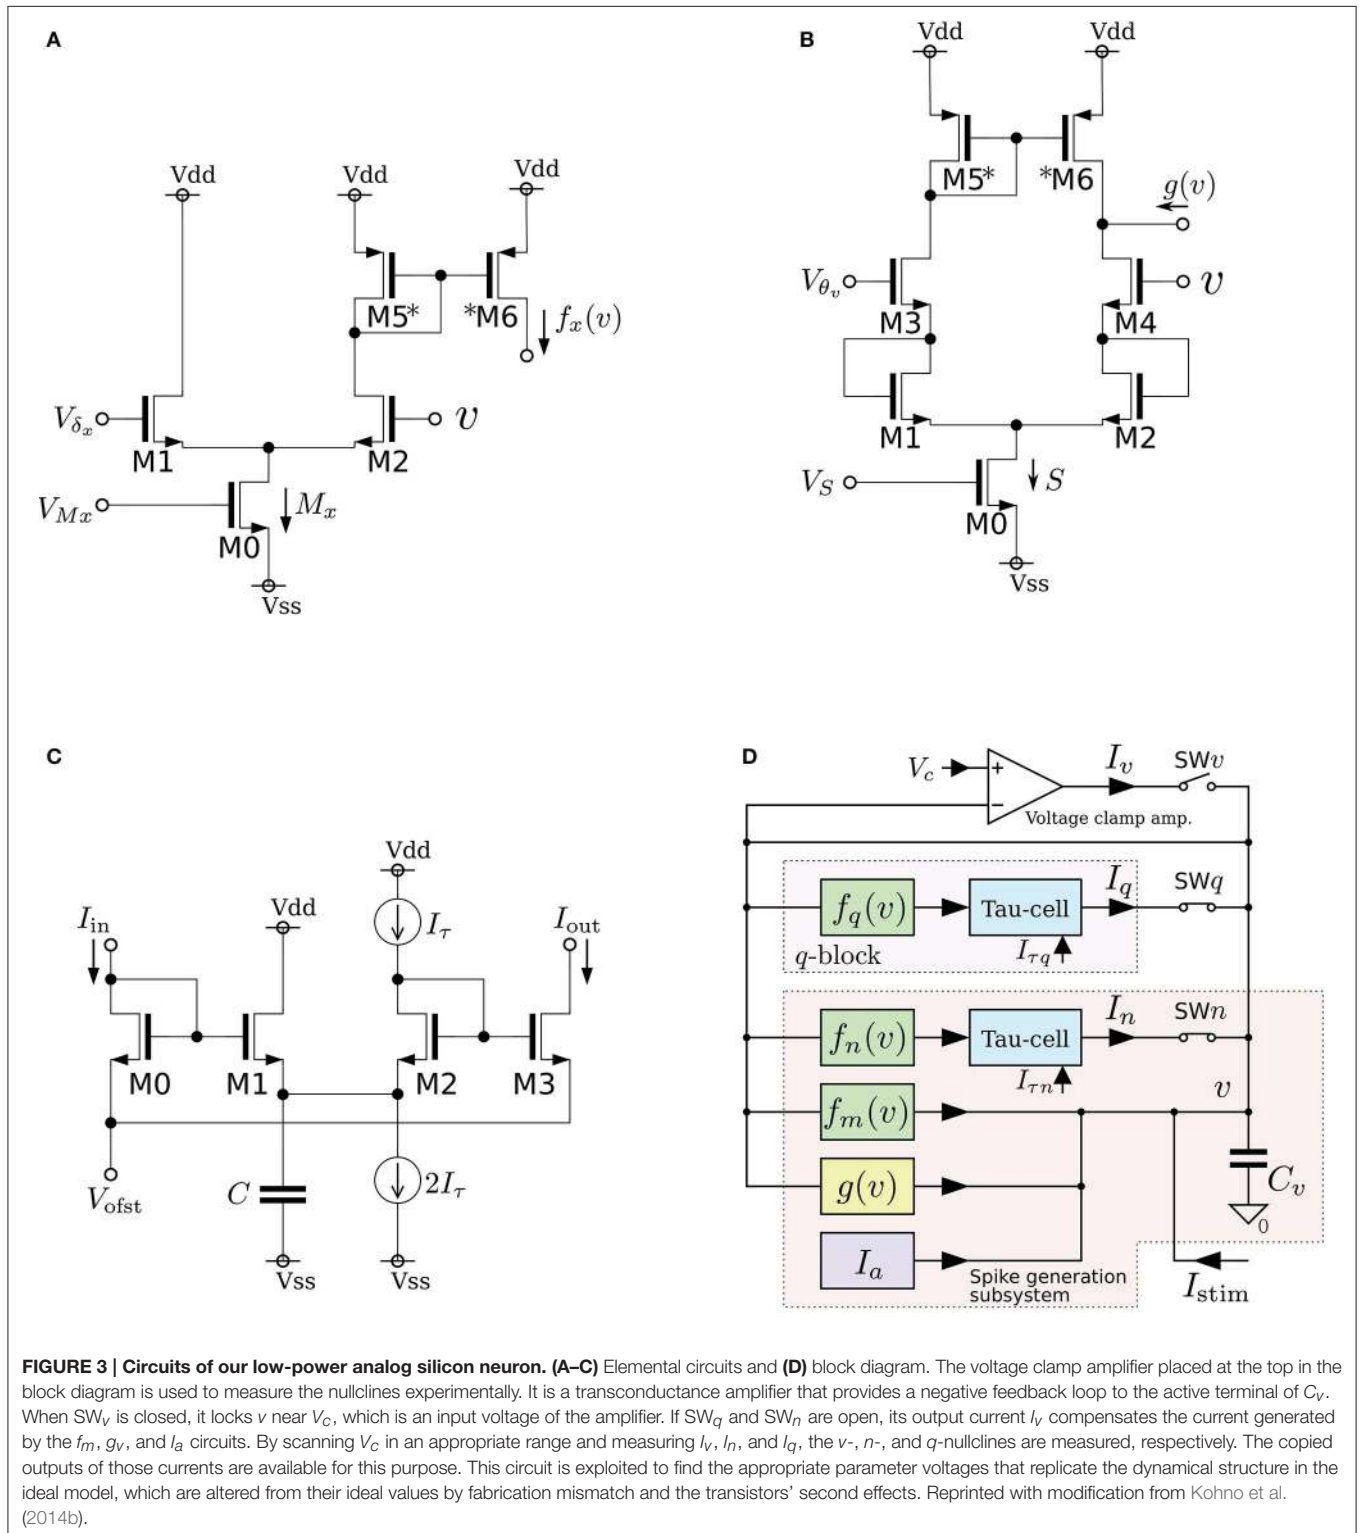 A
Vdd
Vdd
Vdd
M5*
*M6
fx(v)
Vδx
v
M1
M2
VMx
Mx
M0
Vss
B
Vdd
Vdd
M5*
*M6
g(v)
Vθv
v
M3
M4
M1
M2
VS
S
M0
Vss
C
Vdd
Iin
Vdd
Iτ
Iout
M0
M1
M2
M3
Vofst
C
2Iτ
Vss
Vss
D
Vc
+
−
Iv
SWv
Voltage clamp amp.
fq(v)
Tau-cell
Iq
SWq
q-block
Iτq
fn(v)
Tau-cell
In
SWn
Iτn
fm(v)
v
g(v)
Cv
0
Ia
Spike generation
subsystem
Istim
FIGURE 3 | Circuits of our low-power analog silicon neuron. (A–C) Elemental circuits and (D) block diagram. The voltage clamp amplifier placed at the top in the
block diagram is used to measure the nullclines experimentally. It is a transconductance amplifier that provides a negative feedback loop to the active terminal of Cv.
When SWv is closed, it locks v near Vc, which is an input voltage of the amplifier. If SWq and SWn are open, its output current Iv compensates the current generated
by the fm, gv, and Ia circuits. By scanning Vc in an appropriate range and measuring Iv, In, and Iq, the v-, n-, and q-nullclines are measured, respectively. The copied
outputs of those currents are available for this purpose. This circuit is exploited to find the appropriate parameter voltages that replicate the dynamical structure in the
ideal model, which are altered from their ideal values by fabrication mismatch and the transistors' second effects. Reprinted with modification from Kohno et al.
(2014b).